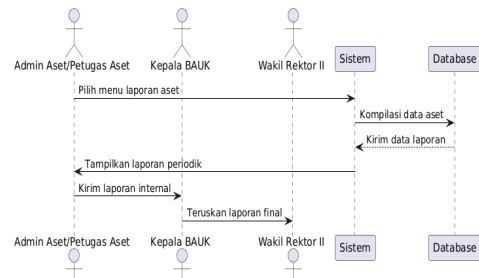 Admin Aset/Petugas Aset
Kepala BAUK
Wakil Rektor II
Sistem
Database
Pilih menu laporan aset
Kompilasi data aset
Kirim data laporan
Tampilkan laporan periodik
Kirim laporan internal
Teruskan laporan final
Admin Aset/Petugas Aset
Kepala BAUK
Wakil Rektor II
Sistem
Database